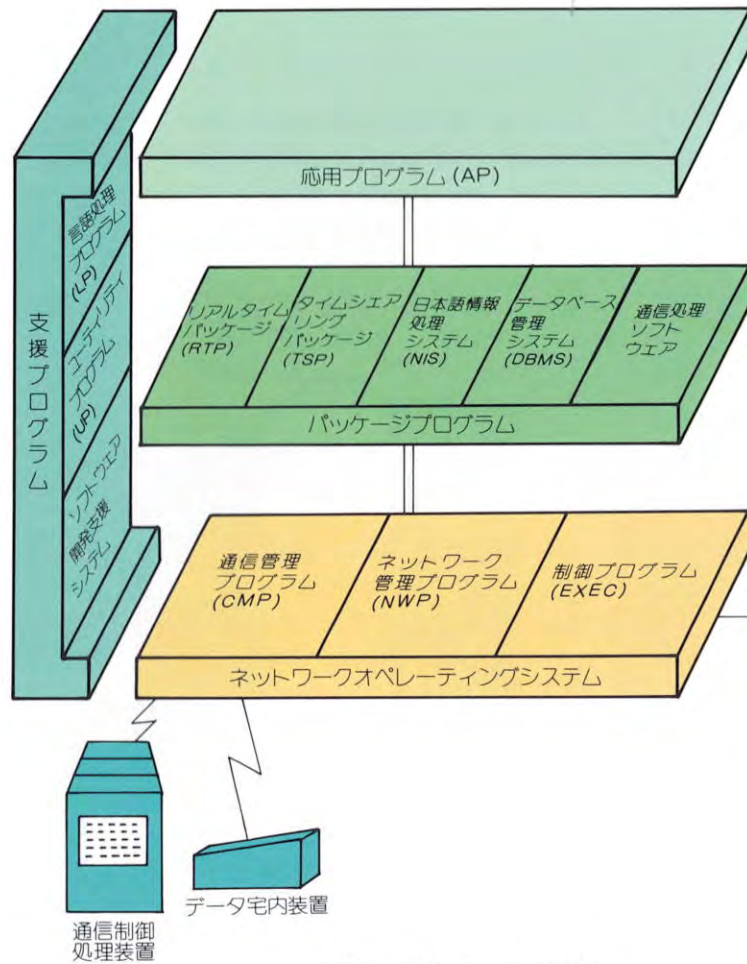 応用プログラム(AP)
支援プログラム
言語処理
プログラム
(LP)
ユーティリティ
プログラム
(UP)
ソフトウェア
開発支援
システム
リアルタイム
パッケージ
(RTP)
タイムシェア
リング
パッケージ
(TSP)
日本語情報
処理
システム
(NIS)
データベース
管理
システム
(DBMS)
通信処理
ソフト
ウェア
パッケージプログラム
通信管理
プログラム
(CMP)
ネットワーク
管理プログラム
(NWP)
制御プログラム
(EXEC)
ネットワークオペレーティングシステム
通信制御
処理装置
データ宅内装置